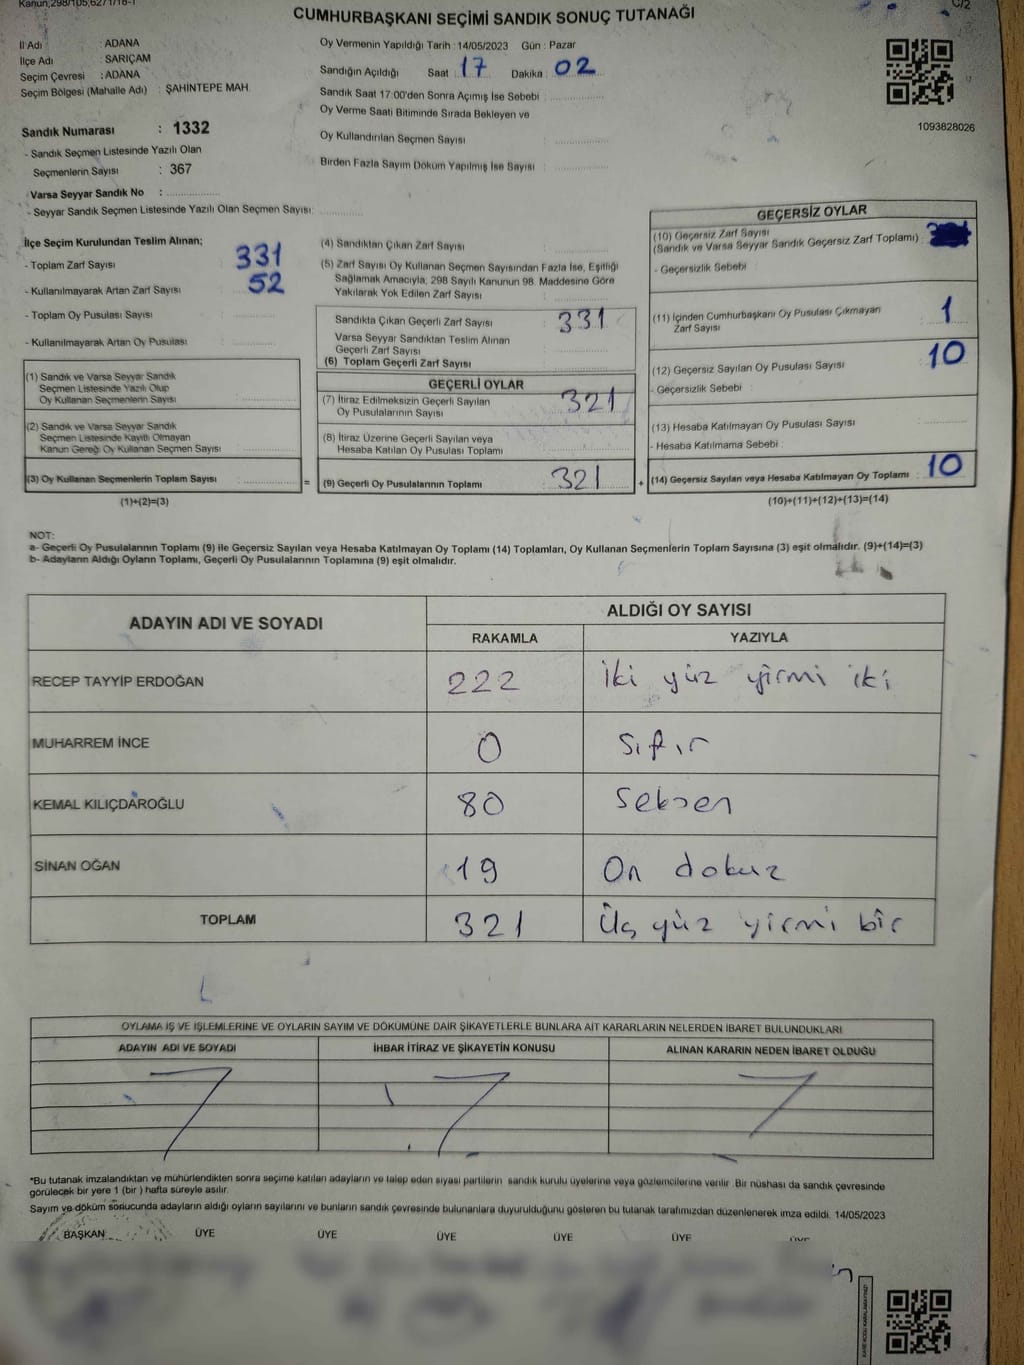 Kanun;298/105,6271/18-1
C/2
CUMHURBAŞKANI SEÇİMİ SANDIK SONUÇ TUTANAĞI
İl Adı : ADANA
İlçe Adı : SARIÇAM
Seçim Çevresi : ADANA
Seçim Bölgesi (Mahalle Adı) : ŞAHİNTEPE MAH.
Oy Vermenin Yapıldığı Tarih : 14/05/2023 Gün : Pazar
Sandığın Açıldığı Saat : 17 Dakika : 02
Sandık Saat 17:00'den Sonra Açımış İse Sebebi :
Oy Verme Saati Bitiminde Sırada Bekleyen ve
Oy Kullandırılan Seçmen Sayısı :
Birden Fazla Sayım Döküm Yapılmış İse Sayısı :
1093828026
Sandık Numarası : 1332
- Sandık Seçmen Listesinde Yazılı Olan
Seçmenlerin Sayısı : 367
Varsa Seyyar Sandık No :
- Seyyar Sandık Seçmen Listesinde Yazılı Olan Seçmen Sayısı:
İlçe Seçim Kurulundan Teslim Alınan;
- Toplam Zarf Sayısı : 331
- Kullanılmayarak Artan Zarf Sayısı : 52
- Toplam Oy Pusulası Sayısı :
- Kullanılmayarak Artan Oy Pusulası :
(1) Sandık ve Varsa Seyyar Sandık
Seçmen Listesinde Yazılı Olup
Oy Kullanan Seçmenlerin Sayısı :
(2) Sandık ve Varsa Seyyar Sandık
Seçmen Listesinde Kayıtlı Olmayan
Kanun Gereği Oy Kullanan Seçmen Sayısı :
(3) Oy Kullanan Seçmenlerin Toplam Sayısı :
(1)+(2)=(3)
(4) Sandıktan Çıkan Zarf Sayısı :
(5) Zarf Sayısı Oy Kullanan Seçmen Sayısından Fazla İse, Eşitliği
Sağlamak Amacıyla, 298 Sayılı Kanunun 98. Maddesine Göre
Yakılarak Yok Edilen Zarf Sayısı :
Sandıkta Çıkan Geçerli Zarf Sayısı : 331
Varsa Seyyar Sandıktan Teslim Alınan
Geçerli Zarf Sayısı :
(6) Toplam Geçerli Zarf Sayısı :
GEÇERLİ OYLAR
(7) İtiraz Edilmeksizin Geçerli Sayılan
Oy Pusulalarının Sayısı : 321
(8) İtiraz Üzerine Geçerli Sayılan veya
Hesaba Katılan Oy Pusulası Toplamı :
= (9) Geçerli Oy Pusulalarının Toplamı : 321
GEÇERSİZ OYLAR
(10) Geçersiz Zarf Sayısı
(Sandık ve Varsa Seyyar Sandık Geçersiz Zarf Toplamı) :
- Geçersizlik Sebebi :
(11) İçinden Cumhurbaşkanı Oy Pusulası Çıkmayan
Zarf Sayısı : 1
(12) Geçersiz Sayılan Oy Pusulası Sayısı : 10
- Geçersizlik Sebebi :
(13) Hesaba Katılmayan Oy Pusulası Sayısı :
- Hesaba Katılmama Sebebi :
+ (14) Geçersiz Sayılan veya Hesaba Katılmayan Oy Toplamı : 10
(10)+(11)+(12)+(13)=(14)
NOT:
a- Geçerli Oy Pusulalarının Toplamı (9) ile Geçersiz Sayılan veya Hesaba Katılmayan Oy Toplamı (14) Toplamları, Oy Kullanan Seçmenlerin Toplam Sayısına (3) eşit olmalıdır. (9)+(14)=(3)
b- Adayların Aldığı Oyların Toplamı, Geçerli Oy Pusulalarının Toplamına (9) eşit olmalıdır.
ADAYIN ADI VE SOYADI
ALDIĞI OY SAYISI
RAKAMLA YAZIYLA
RECEP TAYYİP ERDOĞAN 222 İki yüz yirmi iki
MUHARREM İNCE 0 Sıfır
KEMAL KILIÇDAROĞLU 80 Seksen
SİNAN OĞAN 19 On dokuz
TOPLAM 321 Üç yüz yirmi bir
OYLAMA İŞ VE İŞLEMLERİNE VE OYLARIN SAYIM VE DÖKÜMÜNE DAİR ŞİKAYETLERLE BUNLARA AİT KARARLARIN NELERDEN İBARET BULUNDUKLARI
ADAYIN ADI VE SOYADI İHBAR İTİRAZ VE ŞİKAYETİN KONUSU ALINAN KARARIN NEDEN İBARET OLDUĞU
*Bu tutanak imzalandıktan ve mühürlendikten sonra seçime katılan adayların ve talep eden siyasi partilerin sandık kurulu üyelerine veya gözlemcilerine verilir. Bir nüshası da sandık çevresinde
görülecek bir yere 1 (bir ) hafta süreyle asılır.
Sayım ve döküm sonucunda adayların aldığı oyların sayılarını ve bunların sandık çevresinde bulunanlara duyurulduğunu gösteren bu tutanak tarafımızdan düzenlenerek imza edildi. 14/05/2023
BAŞKAN ÜYE ÜYE ÜYE ÜYE ÜYE ÜYE